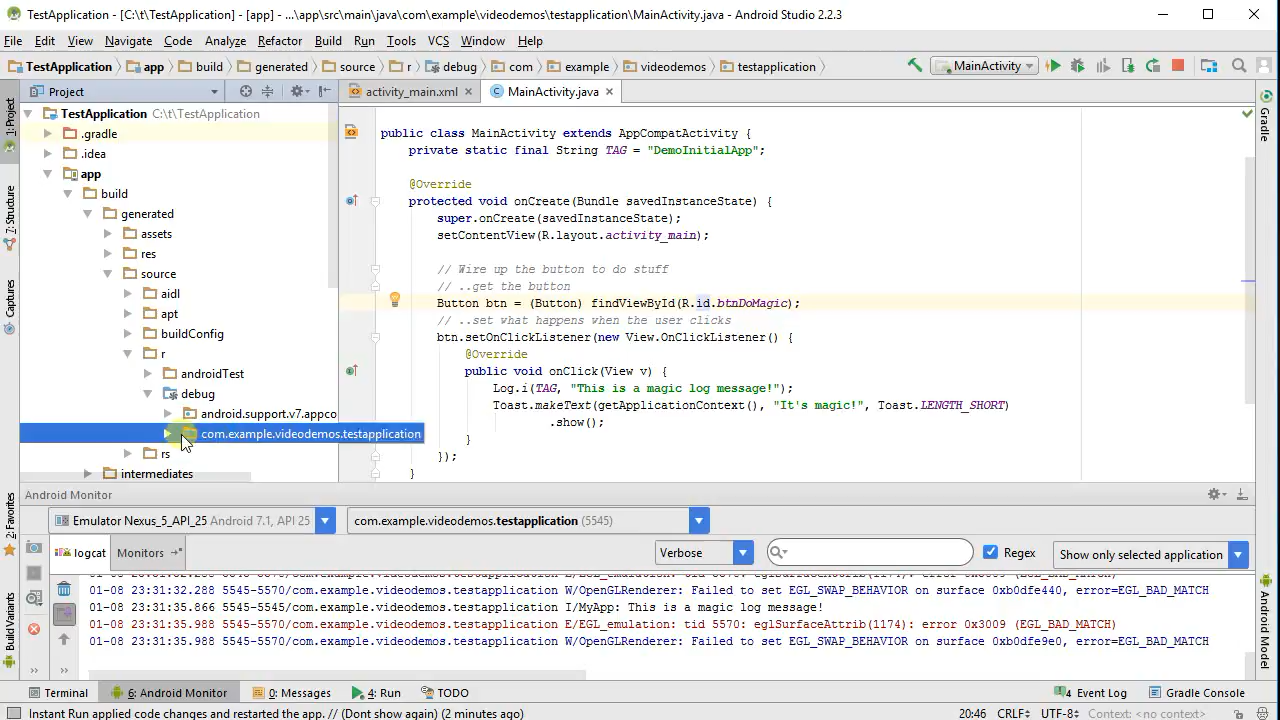 TestApplication - [C:\t\TestApplication] - [app] - ...\app\src\main\java\com\example\videodemos\testapplication\MainActivity.java - Android Studio 2.2.3
File Edit View Navigate Code Analyze Refactor Build Run Tools VCS Window Help
TestApplication app build generated source r debug com example videodemos testapplication MainActivity
Project activity_main.xml MainActivity.java
1: Project
7: Structure
Captures
2: Favorites
Build Variants
TestApplication C:\t\TestApplication
.gradle
.idea
app
build
generated
assets
res
source
aidl
apt
buildConfig
r
androidTest
debug
android.support.v7.appco
com.example.videodemos.testapplication
rs
intermediates
public class MainActivity extends AppCompatActivity {
private static final String TAG = "DemoInitialApp";
@Override
protected void onCreate(Bundle savedInstanceState) {
super.onCreate(savedInstanceState);
setContentView(R.layout.activity_main);
// Wire up the button to do stuff
// ..get the button
Button btn = (Button) findViewById(R.id.btnDoMagic);
// ..set what happens when the user clicks
btn.setOnClickListener(new View.OnClickListener() {
@Override
public void onClick(View v) {
Log.i(TAG, "This is a magic log message!");
Toast.makeText(getApplicationContext(), "It's magic!", Toast.LENGTH_SHORT)
.show();
}
});
}
Gradle
Android Model
Android Monitor
Emulator Nexus_5_API_25 Android 7.1, API 25 com.example.videodemos.testapplication (5545)
logcat Monitors Verbose Regex Show only selected application
01-08 23:31:32.288 5545-5570/com.example.videodemos.testapplication W/OpenGLRenderer: Failed to set EGL_SWAP_BEHAVIOR on surface 0xb0dfe440, error=EGL_BAD_MATCH
01-08 23:31:35.866 5545-5545/com.example.videodemos.testapplication I/MyApp: This is a magic log message!
01-08 23:31:35.988 5545-5570/com.example.videodemos.testapplication E/EGL_emulation: tid 5570: eglSurfaceAttrib(1174): error 0x3009 (EGL_BAD_MATCH)
01-08 23:31:35.988 5545-5570/com.example.videodemos.testapplication W/OpenGLRenderer: Failed to set EGL_SWAP_BEHAVIOR on surface 0xb0dfe9e0, error=EGL_BAD_MATCH
Terminal 6: Android Monitor 0: Messages 4: Run TODO 4 Event Log Gradle Console
Instant Run applied code changes and restarted the app. // (Dont show again) (2 minutes ago) 20:46 CRLF÷ UTF-8÷ Context: <no context>